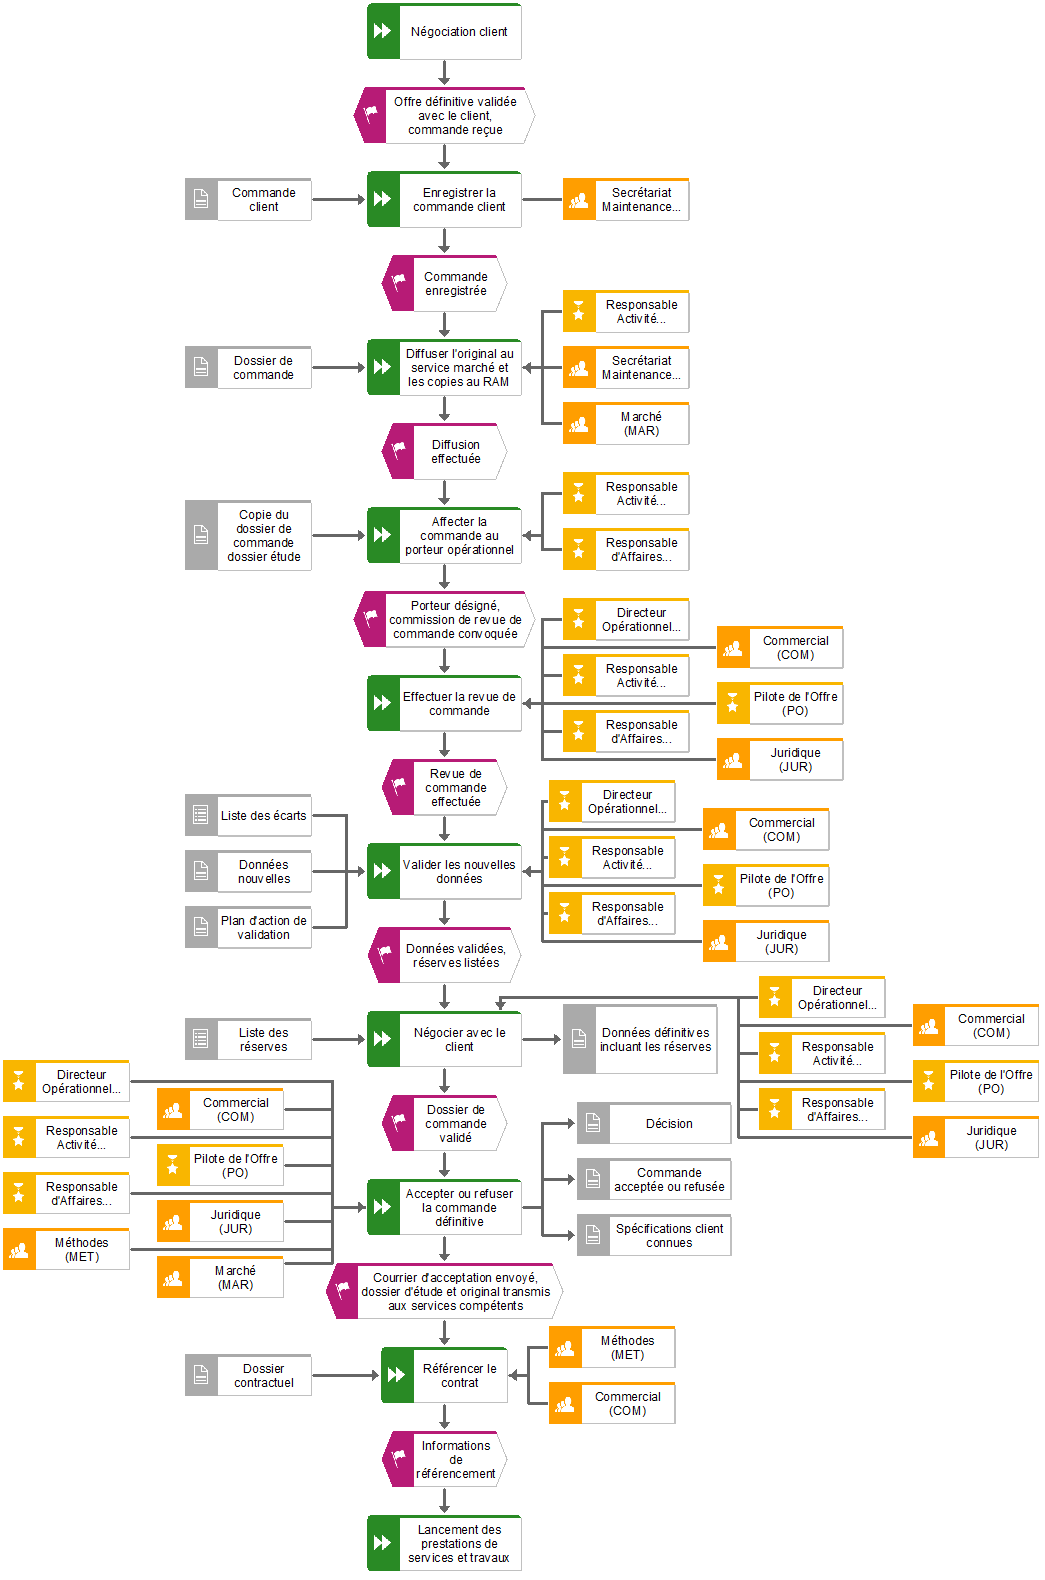 Négociation client
Offre définitive validée
avec le client,
commande reçue
Commande
client
Enregistrer la
commande client
Secrétariat
Maintenance...
Commande
enregistrée
Responsable
Activité...
Dossier de
commande
Diffuser l'original au
service marché et
les copies au RAM
Secrétariat
Maintenance...
Marché
(MAR)
Diffusion
effectuée
Responsable
Activité...
Copie du
dossier de
commande
dossier étude
Affecter la
commande au
porteur opérationnel
Responsable
d'Affaires...
Porteur désigné,
commission de revue de
commande convoquée
Directeur
Opérationnel...
Commercial
(COM)
Responsable
Activité...
Effectuer la revue de
commande
Pilote de l'Offre
(PO)
Responsable
d'Affaires...
Juridique
(JUR)
Revue de
commande
effectuée
Directeur
Opérationnel...
Liste des écarts
Commercial
(COM)
Données
nouvelles
Valider les nouvelles
données
Responsable
Activité...
Pilote de l'Offre
(PO)
Plan d'action de
validation
Responsable
d'Affaires...
Juridique
(JUR)
Données validées,
réserves listées
Directeur
Opérationnel...
Commercial
(COM)
Liste des
réserves
Négocier avec le
client
Données définitives
incluant les réserves
Responsable
Activité...
Pilote de l'Offre
(PO)
Responsable
d'Affaires...
Juridique
(JUR)
Directeur
Opérationnel...
Commercial
(COM)
Dossier de
commande
validé
Décision
Responsable
Activité...
Pilote de l'Offre
(PO)
Commande
acceptée ou refusée
Responsable
d'Affaires...
Juridique
(JUR)
Accepter ou refuser
la commande
définitive
Spécifications client
connues
Méthodes
(MET)
Marché
(MAR)
Courrier d'acceptation envoyé,
dossier d'étude et original transmis
aux services compétents
Méthodes
(MET)
Dossier
contractuel
Référencer le
contrat
Commercial
(COM)
Informations
de
référencement
Lancement des
prestations de
services et travaux